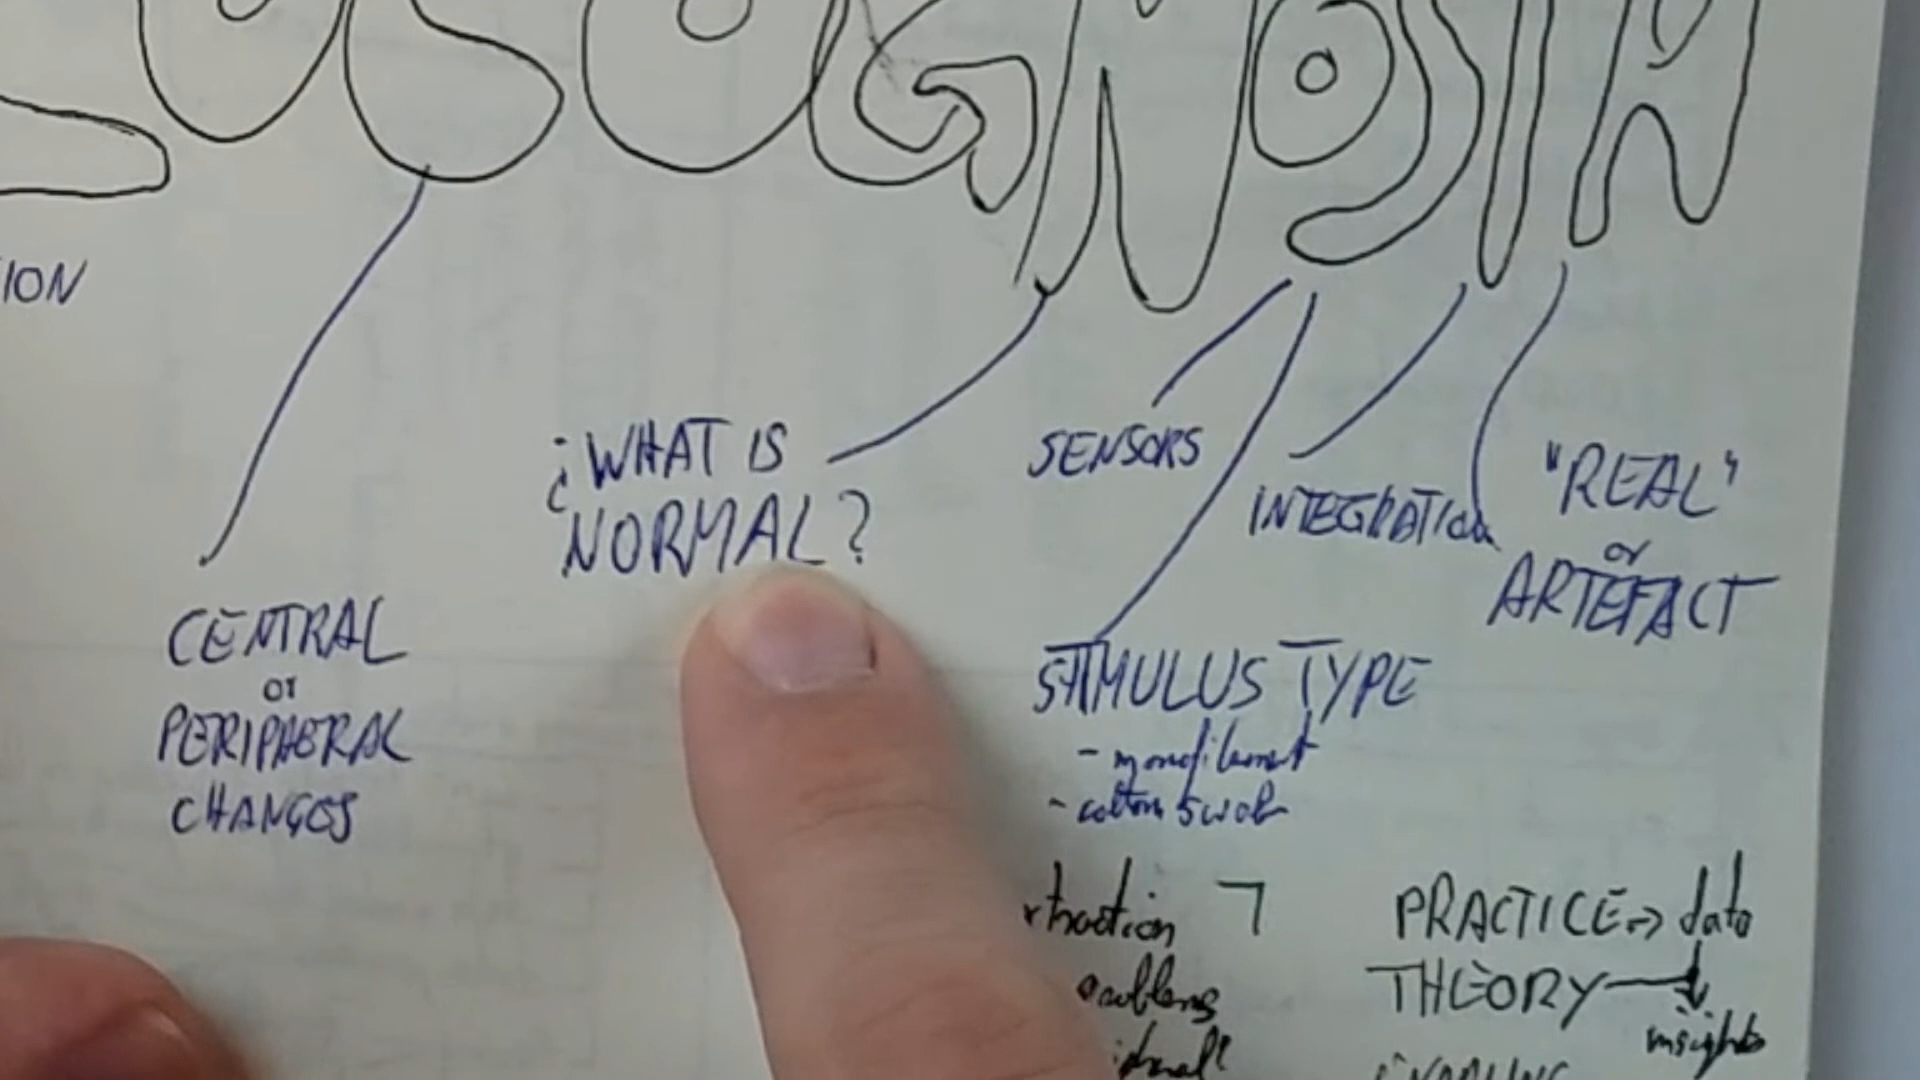 LOCOGNOSIA
ION
¿WHAT IS
NORMAL?
CENTRAL
or
PERIPHERAL
CHANGES
SENSORS
INTEGRATION
"REAL"
or
ARTEFACT
STIMULUS TYPE
- monofilament
- cotton swab
PRACTICE → data
THEORY
insights